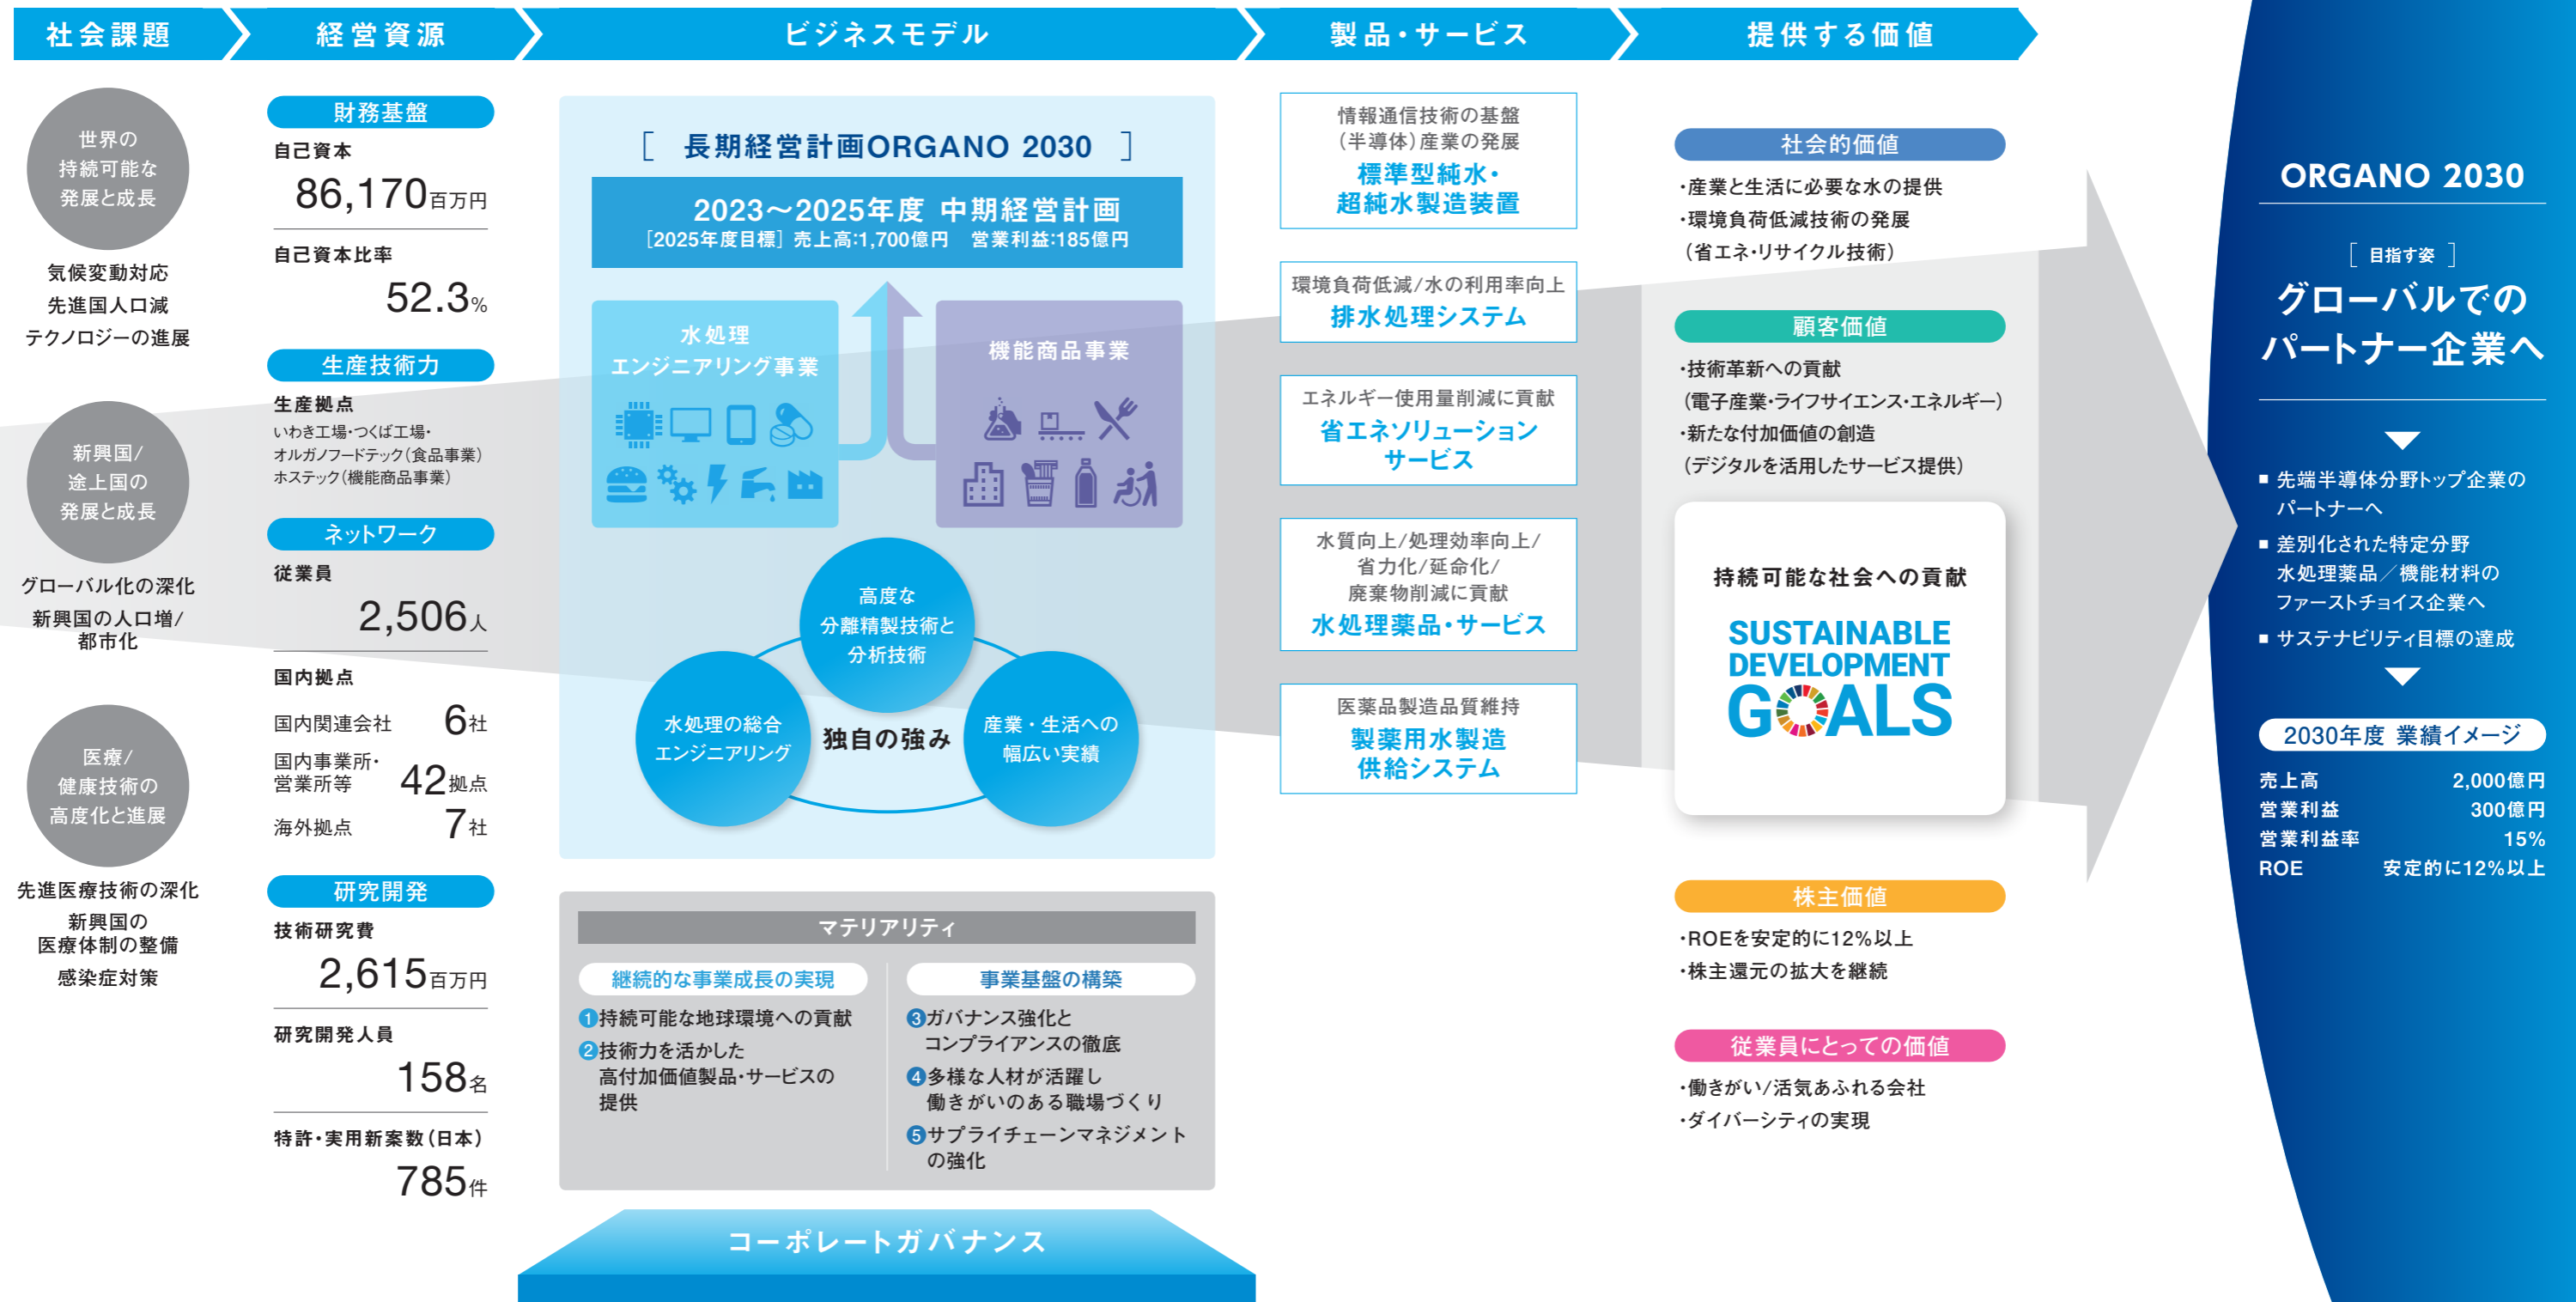 社会課題
経営資源
ビジネスモデル
製品・サービス
提供する価値
世界の
持続可能な
発展と成長
気候変動対応
先進国人口減
テクノロジーの進展
新興国/
途上国の
発展と成長
グローバル化の深化
新興国の人口増/
都市化
医療/
健康技術の
高度化と進展
先進医療技術の深化
新興国の
医療体制の整備
感染症対策
財務基盤
自己資本
86,170百万円
自己資本比率
52.3%
生産技術力
生産拠点
いわき工場・つくば工場・
オルガノフードテック(食品事業)
ホステック(機能商品事業)
ネットワーク
従業員
2,506人
国内拠点
国内関連会社 6社
国内事業所・
営業所等 42拠点
海外拠点 7社
研究開発
技術研究費
2,615百万円
研究開発人員
158名
特許・実用新案数(日本)
785件
[ 長期経営計画ORGANO 2030 ]
2023~2025年度 中期経営計画
[2025年度目標] 売上高:1,700億円 営業利益:185億円
水処理
エンジニアリング事業
機能商品事業
高度な
分離精製技術と
分析技術
水処理の総合
エンジニアリング
独自の強み
産業・生活への
幅広い実績
マテリアリティ
継続的な事業成長の実現
❶持続可能な地球環境への貢献
❷技術力を活かした
高付加価値製品・サービスの
提供
事業基盤の構築
❸ガバナンス強化と
コンプライアンスの徹底
❹多様な人材が活躍し
働きがいのある職場づくり
❺サプライチェーンマネジメント
の強化
コーポレートガバナンス
情報通信技術の基盤
(半導体)産業の発展
標準型純水・
超純水製造装置
環境負荷低減/水の利用率向上
排水処理システム
エネルギー使用量削減に貢献
省エネソリューション
サービス
水質向上/処理効率向上/
省力化/延命化/
廃棄物削減に貢献
水処理薬品・サービス
医薬品製造品質維持
製薬用水製造
供給システム
社会的価値
・産業と生活に必要な水の提供
・環境負荷低減技術の発展
(省エネ・リサイクル技術)
顧客価値
・技術革新への貢献
(電子産業・ライフサイエンス・エネルギー)
・新たな付加価値の創造
(デジタルを活用したサービス提供)
持続可能な社会への貢献
SUSTAINABLE
DEVELOPMENT
GOALS
株主価値
・ROEを安定的に12%以上
・株主還元の拡大を継続
従業員にとっての価値
・働きがい/活気あふれる会社
・ダイバーシティの実現
ORGANO 2030
[ 目指す姿 ]
グローバルでの
パートナー企業へ
■ 先端半導体分野トップ企業の
パートナーへ
■ 差別化された特定分野
水処理薬品/機能材料の
ファーストチョイス企業へ
■ サステナビリティ目標の達成
2030年度 業績イメージ
売上高 2,000億円
営業利益 300億円
営業利益率 15%
ROE 安定的に12%以上